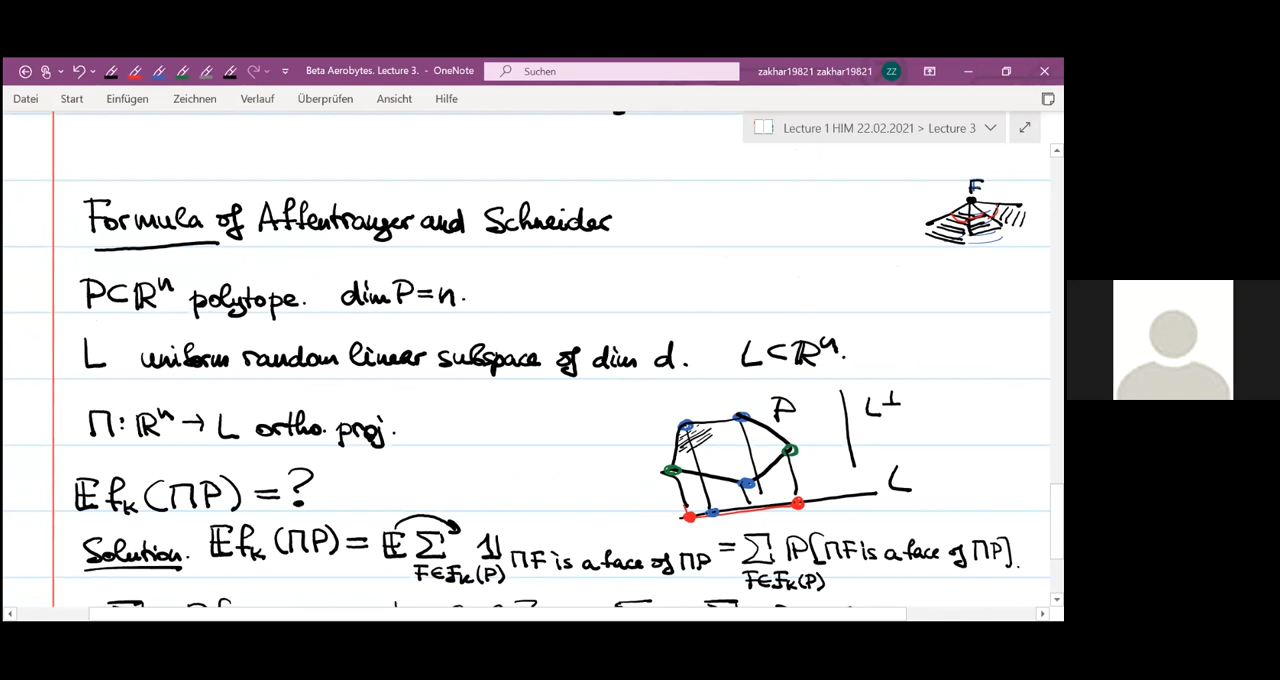 Beta Aerobytes. Lecture 3. - OneNote
Suchen
zakhar19821 zakhar19821
ZZ
Datei Start Einfügen Zeichnen Verlauf Überprüfen Ansicht Hilfe
Lecture 1 HIM 22.02.2021 > Lecture 3
F
Formula of Affentranger and Schneider
P⊂ℝⁿ polytope. dim P = n.
L uniform random linear subspace of dim d. L⊂ℝⁿ.
Π: ℝⁿ → L ortho. proj.
P
L⊥
L
𝔼 fₖ(ΠP) = ?
Solution. 𝔼 fₖ(ΠP) = 𝔼 Σ_{F∈ℱₖ(P)} 𝟙_{ΠF is a face of ΠP} = Σ_{F∈ℱₖ(P)} ℙ[ΠF is a face of ΠP].